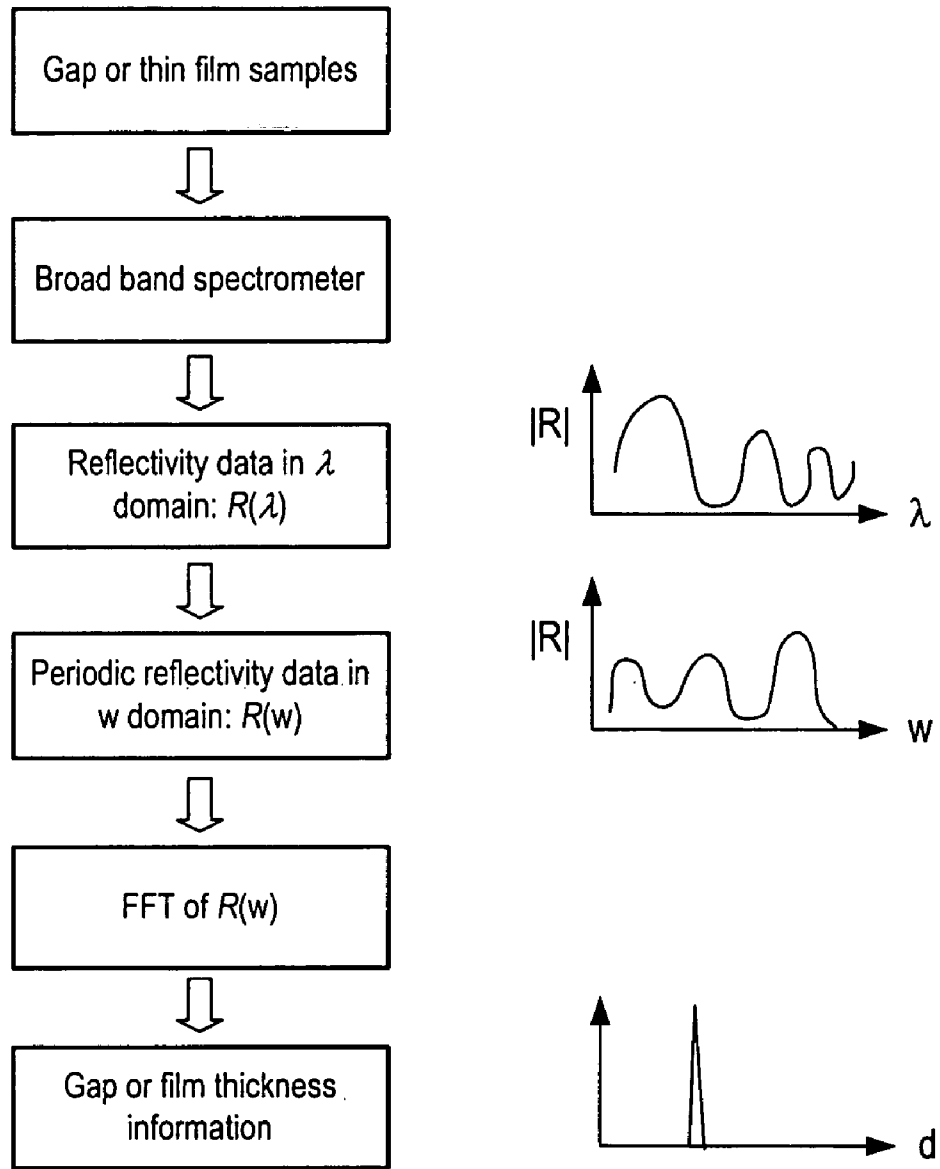 Gap or thin film samples
Broad band spectrometer
Reflectivity data in λ
domain: R(λ)
|R|
λ
Periodic reflectivity data in
w domain: R(w)
|R|
w
FFT of R(w)
Gap or film thickness
information
d